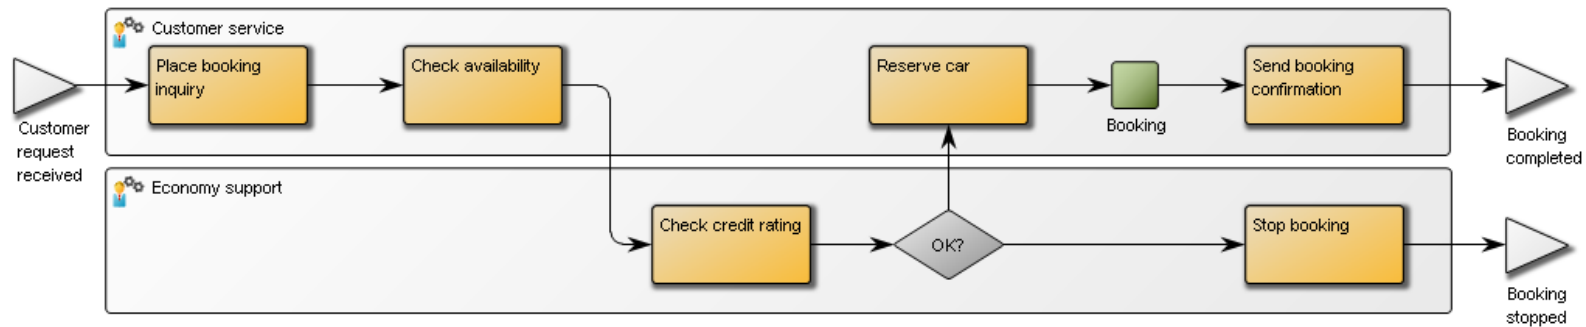 Customer service
Place booking
inquiry
Check availability
Reserve car
Booking
Send booking
confirmation
Customer
request
received
Booking
completed
Economy support
Check credit rating
OK?
Stop booking
Booking
stopped